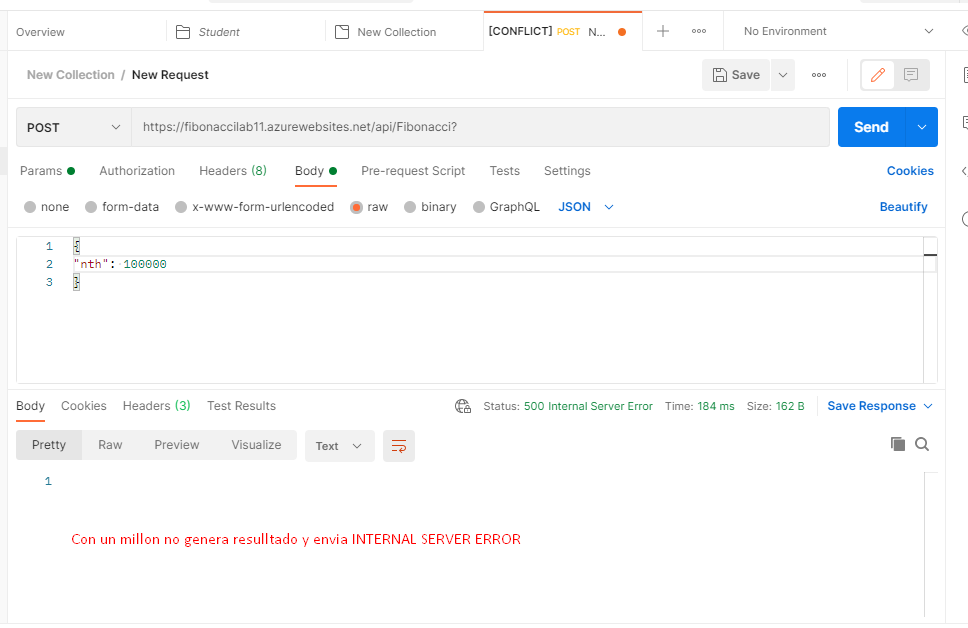 Overview Student New Collection [CONFLICT] POST N... No Environment
New Collection / New Request Save
POST https://fibonaccilab11.azurewebsites.net/api/Fibonacci? Send
Params Authorization Headers (8) Body Pre-request Script Tests Settings Cookies
none form-data x-www-form-urlencoded raw binary GraphQL JSON Beautify
1 {
2 "nth": 100000
3 }
Body Cookies Headers (3) Test Results Status: 500 Internal Server Error Time: 184 ms Size: 162 B Save Response
Pretty Raw Preview Visualize Text
1
Con un millon no genera resulltado y envia INTERNAL SERVER ERROR